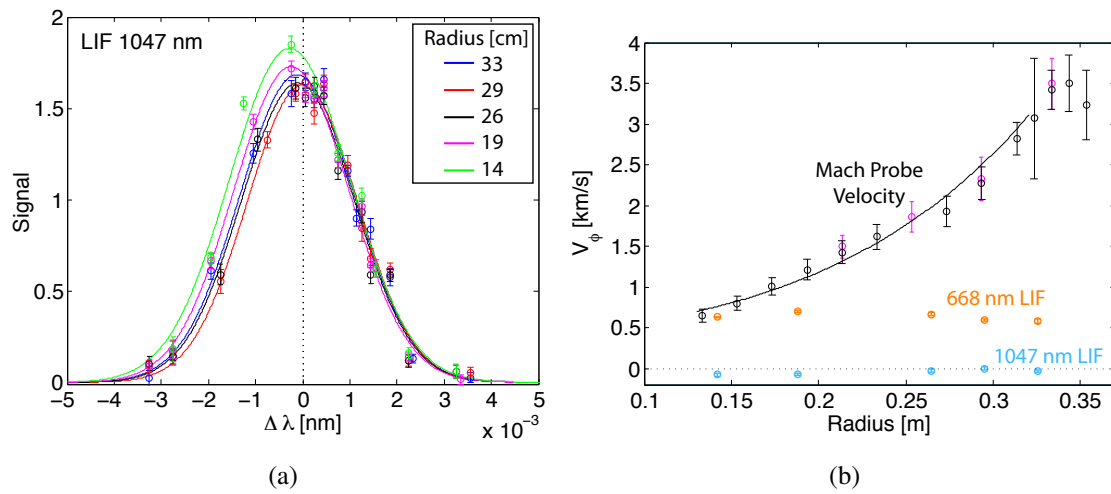 LIF 1047 nm
Radius [cm]
33
29
26
19
14
Signal
2
1.5
1
0.5
0
−5
−4
−3
−2
−1
0
1
2
3
4
5
Δ λ [nm]
x 10⁻³
(a)
V_ϕ [km/s]
4
3.5
3
2.5
2
1.5
1
0.5
0
Mach Probe
Velocity
668 nm LIF
1047 nm LIF
0.1
0.15
0.2
0.25
0.3
0.35
Radius [m]
(b)